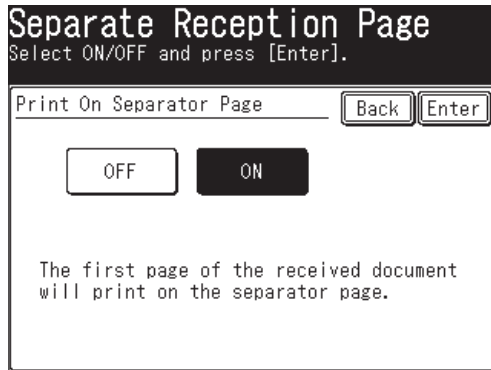 Separate Reception Page
Select ON/OFF and press [Enter].
Print On Separator Page
Back
Enter
OFF
ON
The first page of the received document
will print on the separator page.